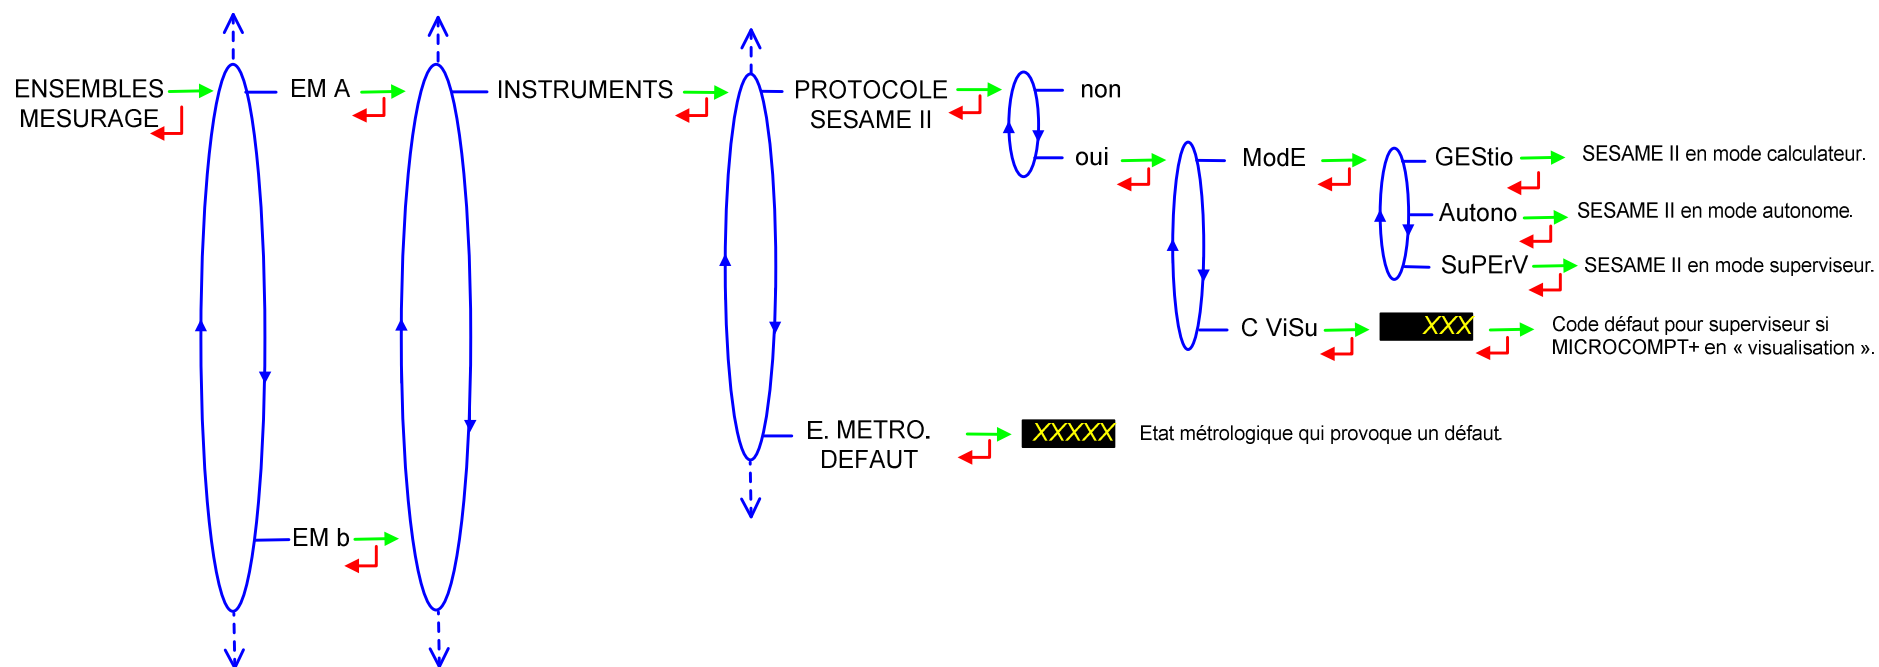 ENSEMBLES
MESURAGE
EM A
INSTRUMENTS
PROTOCOLE
SESAME II
non
oui
ModE
GEStio
SESAME II en mode calculateur.
Autono
SESAME II en mode autonome.
SuPErV
SESAME II en mode superviseur.
C ViSu
XXX
Code défaut pour superviseur si
MICROCOMPT+ en « visualisation ».
E. METRO.
DEFAUT
XXXXX
Etat métrologique qui provoque un défaut.
EM b